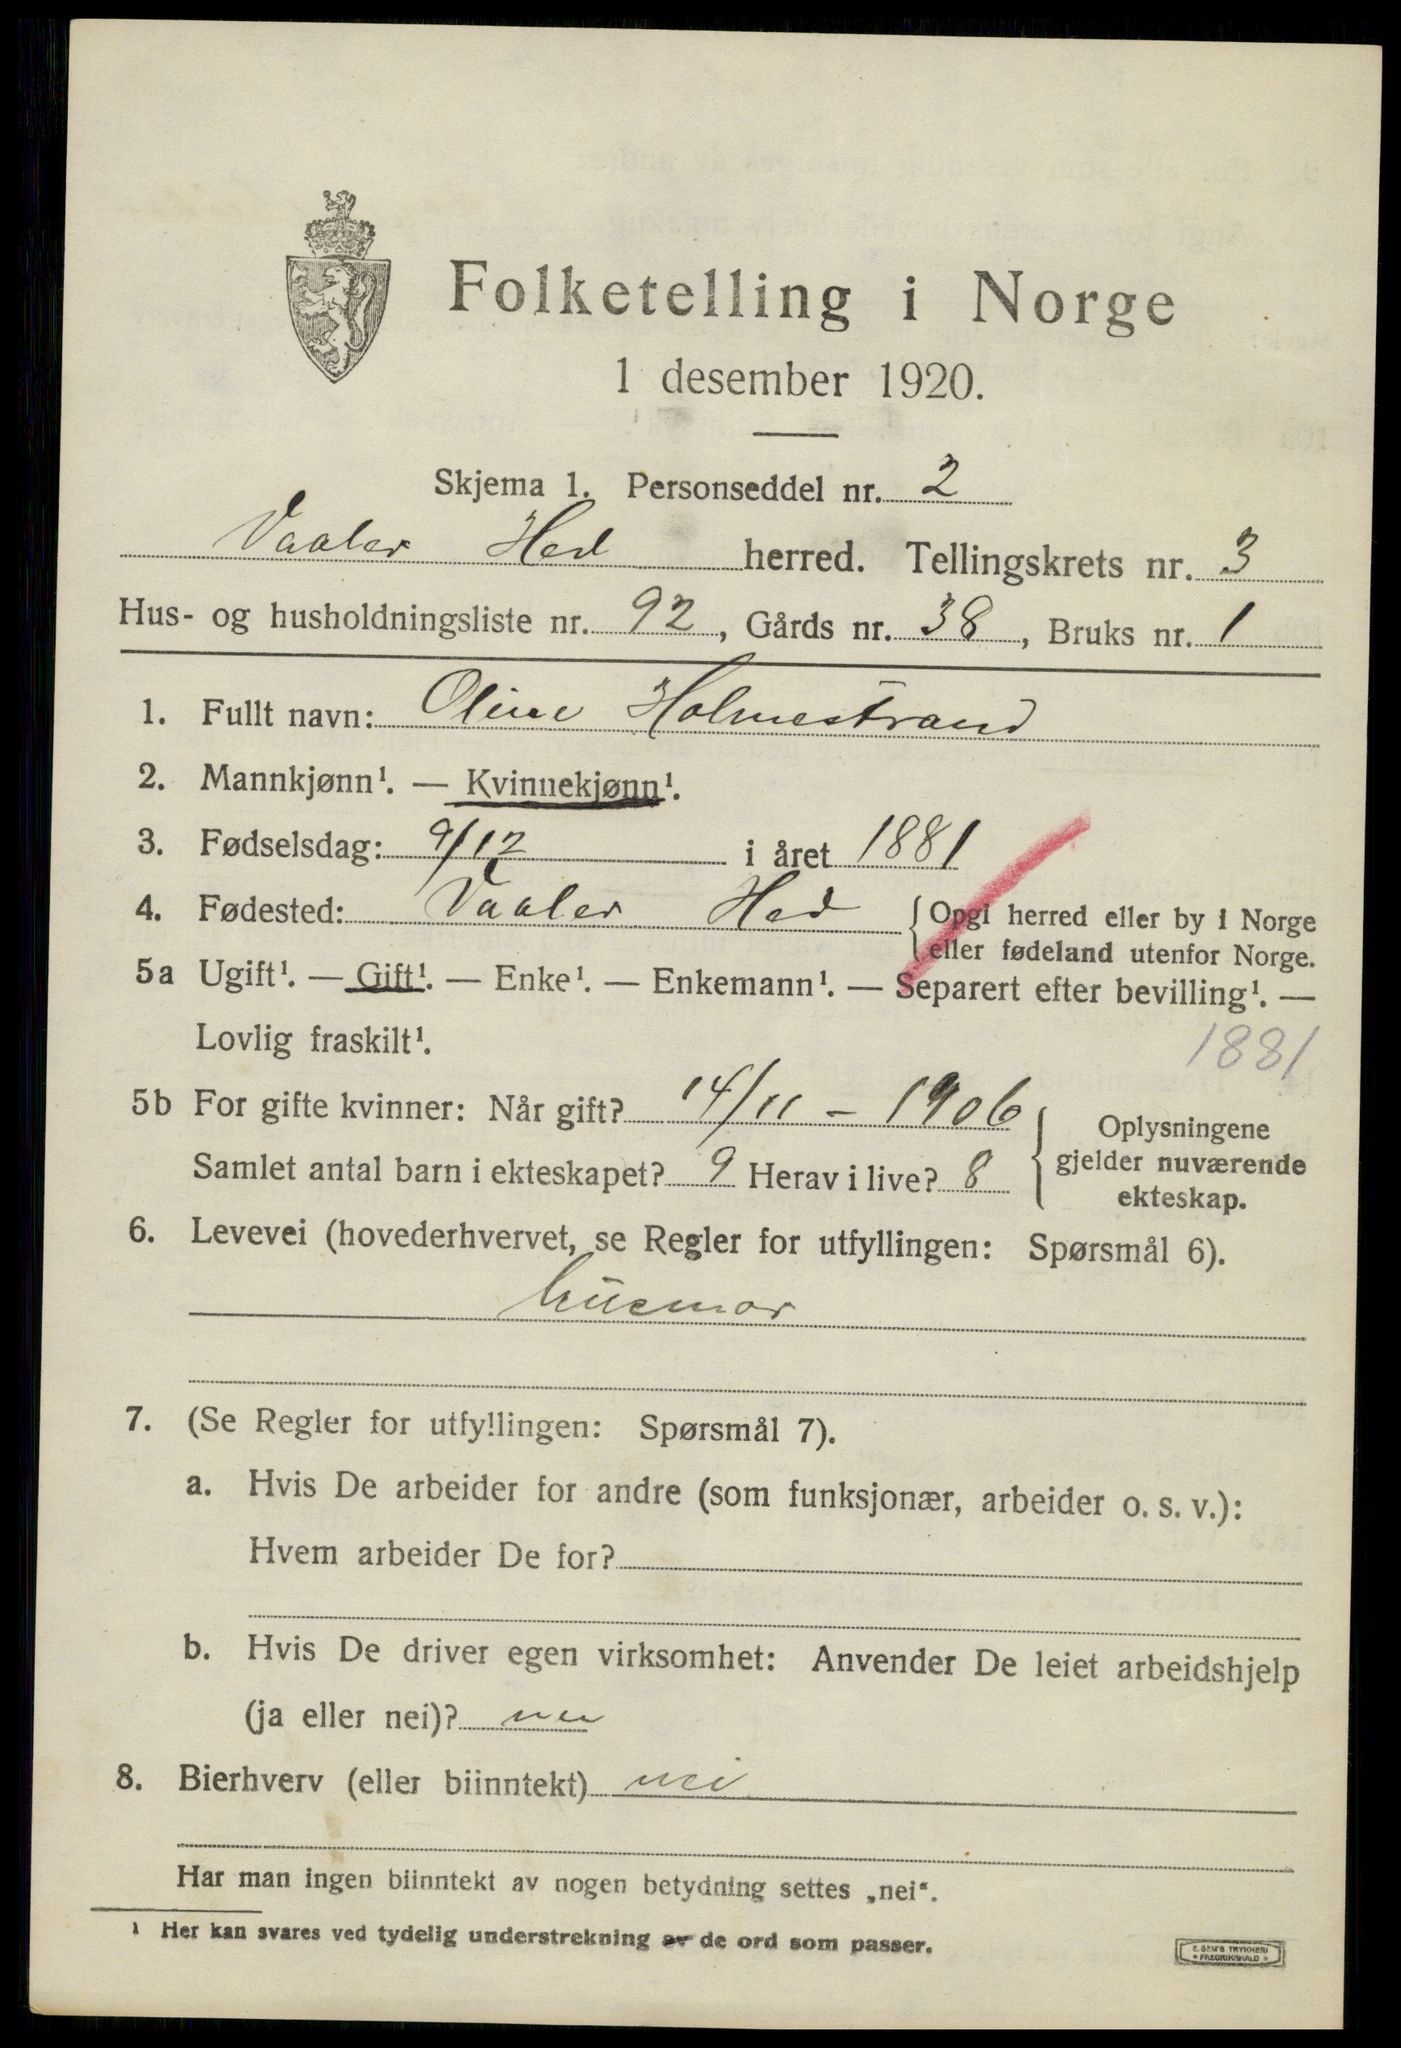 Folketelling i Norge
1 desember 1920.
Skjema 1. Personseddel nr. 2
Vaaler Hed herred. Tellingskrets nr. 3
Hus- og husholdningsliste nr. 92, Gårds nr. 38, Bruks nr. 1
1. Fullt navn: Oline Holmestrand
2. Mannkjønn¹. — Kvinnekjønn¹.
3. Fødselsdag: 9/12 i året 1881
4. Fødested: Vaaler Hed { Opgi herred eller by i Norge
eller fødeland utenfor Norge.
5a Ugift¹. — Gift¹. — Enke¹. — Enkemann¹. — Separert efter bevilling¹. —
Lovlig fraskilt¹.
1881
5b For gifte kvinner: Når gift? 14/11 - 1906
Samlet antal barn i ekteskapet? 9 Herav i live? 8
{ Oplysningene
gjelder nuværende
ekteskap.
6. Levevei (hovederhvervet, se Regler for utfyllingen: Spørsmål 6).
husmor
7. (Se Regler for utfyllingen: Spørsmål 7).
a. Hvis De arbeider for andre (som funksjonær, arbeider o. s. v.):
Hvem arbeider De for?
b. Hvis De driver egen virksomhet: Anvender De leiet arbeidshjelp
(ja eller nei)? nei
8. Bierhverv (eller biinntekt) nei
Har man ingen biinntekt av nogen betydning settes „nei“.
¹ Her kan svares ved tydelig understrekning av de ord som passer.
E. SEM'S TRYKKERI
FREDRIKSHALD